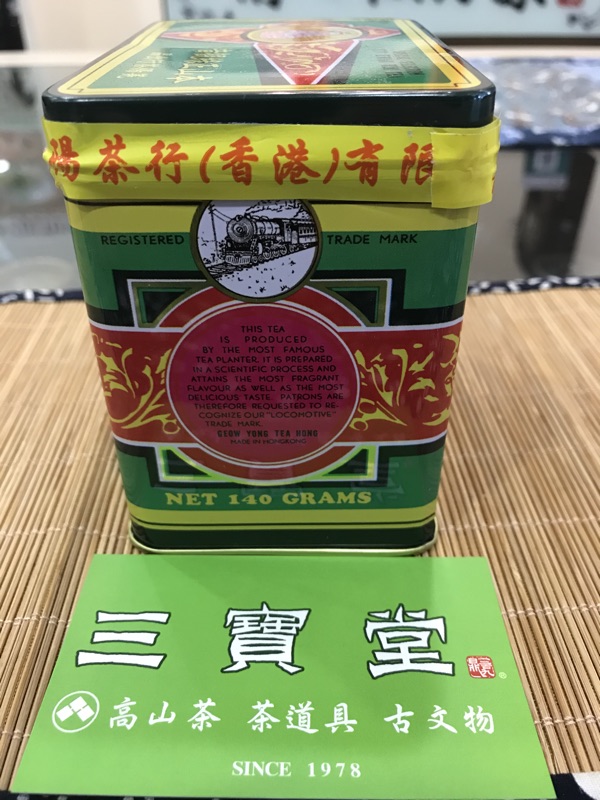 陽茶行(香港)有限
REGISTERED TRADE MARK
THIS TEA
IS PRODUCED
BY THE MOST FAMOUS
TEA PLANTER. IT IS PREPARED
IN A SCIENTIFIC PROCESS AND
ATTAINS THE MOST FRAGRANT
FLAVOUR AS WELL AS THE MOST
DELICIOUS TASTE. PATRONS ARE
THEREFORE REQUESTED TO RE-
COGNIZE OUR "LOCOMOTIVE"
TRADE MARK.
GEOW YONG TEA HONG
MADE IN HONGKONG
NET 140 GRAMS
三寶堂
高山茶 茶道具 古文物
SINCE 1978